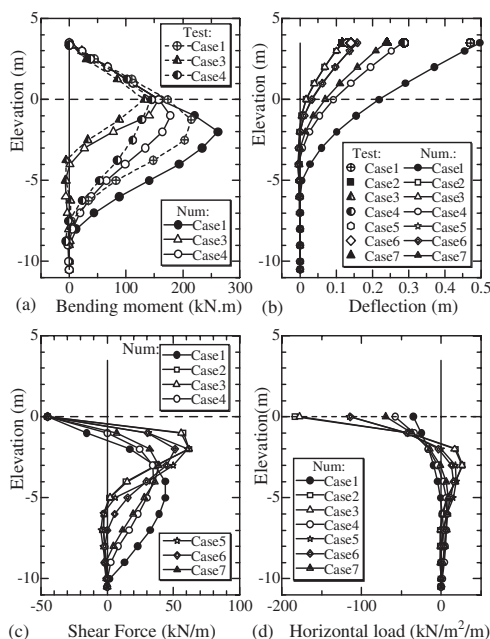 5
0
-5
-10
Elevation (m)
0 100 200 300
(a) Bending moment (kN.m)
Test:
Case1
Case3
Case4
Num:
Case1
Case3
Case4
5
0
-5
-10
Elevation (m)
0 0.1 0.2 0.3 0.4 0.5
(b) Deflection (m)
Test: Num.:
Case1 Case1
Case2 Case2
Case3 Case3
Case4 Case4
Case5 Case5
Case6 Case6
Case7 Case7
5
0
-5
-10
Elevation (m)
-50 0 50 100
(c) Shear Force (kN/m)
Num:
Case1
Case2
Case3
Case4
Case5
Case6
Case7
5
0
-5
-10
Elevation (m)
-200 -100 0
(d) Horizontal load (kN/m²/m)
Num:
Case1
Case2
Case3
Case4
Case5
Case6
Case7